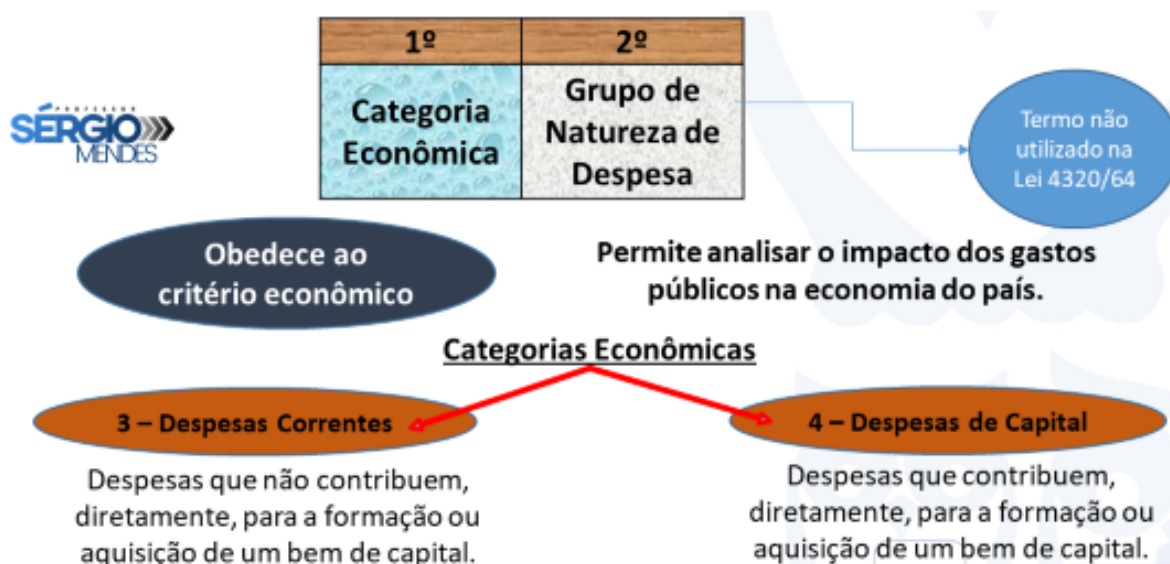 1º
2º
Categoria
Econômica
Grupo de
Natureza de
Despesa
PROFESSOR
SÉRGIO
MENDES
Termo não
utilizado na
Lei 4320/64
Obedece ao
critério econômico
Permite analisar o impacto dos gastos
públicos na economia do país.
Categorias Econômicas
3 – Despesas Correntes
4 – Despesas de Capital
Despesas que não contribuem,
diretamente, para a formação ou
aquisição de um bem de capital.
Despesas que contribuem,
diretamente, para a formação ou
aquisição de um bem de capital.